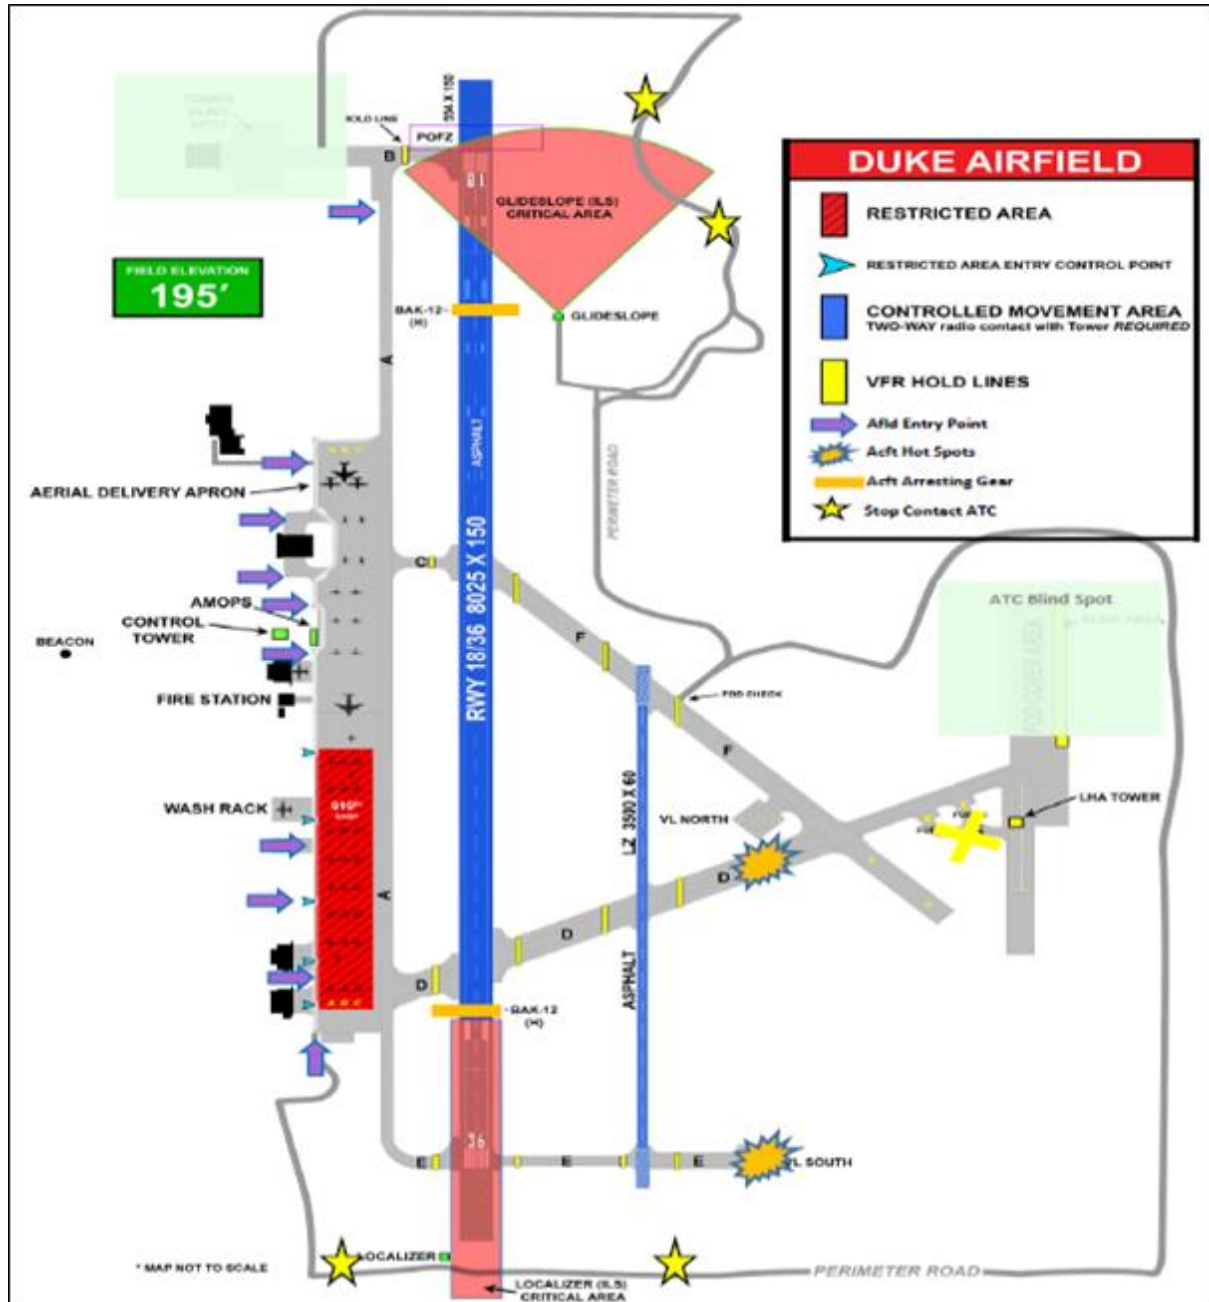 554 X 150
HOLD LINE
POFZ
B
GLIDESLOPE (ILS)
CRITICAL AREA
DUKE AIRFIELD
RESTRICTED AREA
RESTRICTED AREA ENTRY CONTROL POINT
CONTROLLED MOVEMENT AREA
TWO-WAY radio contact with Tower REQUIRED
VFR HOLD LINES
Afld Entry Point
Acft Hot Spots
Acft Arresting Gear
Stop Contact ATC
FIELD ELEVATION
195'
BAK-12
(H)
GLIDESLOPE
A
ASPHALT
PERIMETER ROAD
AERIAL DELIVERY APRON
RWY 18/36 8025 X 150
C
AMOPS
CONTROL
TOWER
BEACON
ATC Blind Spot
F
FIRE STATION
FOD CHECK
F
WASH RACK
LZ 3500 X 60
VL NORTH
LHA TOWER
D
A
D
D
ASPHALT
A B C
BAK-12
(H)
36
E
E
E
VL SOUTH
LOCALIZER
* MAP NOT TO SCALE
PERIMETER ROAD
LOCALIZER (ILS)
CRITICAL AREA